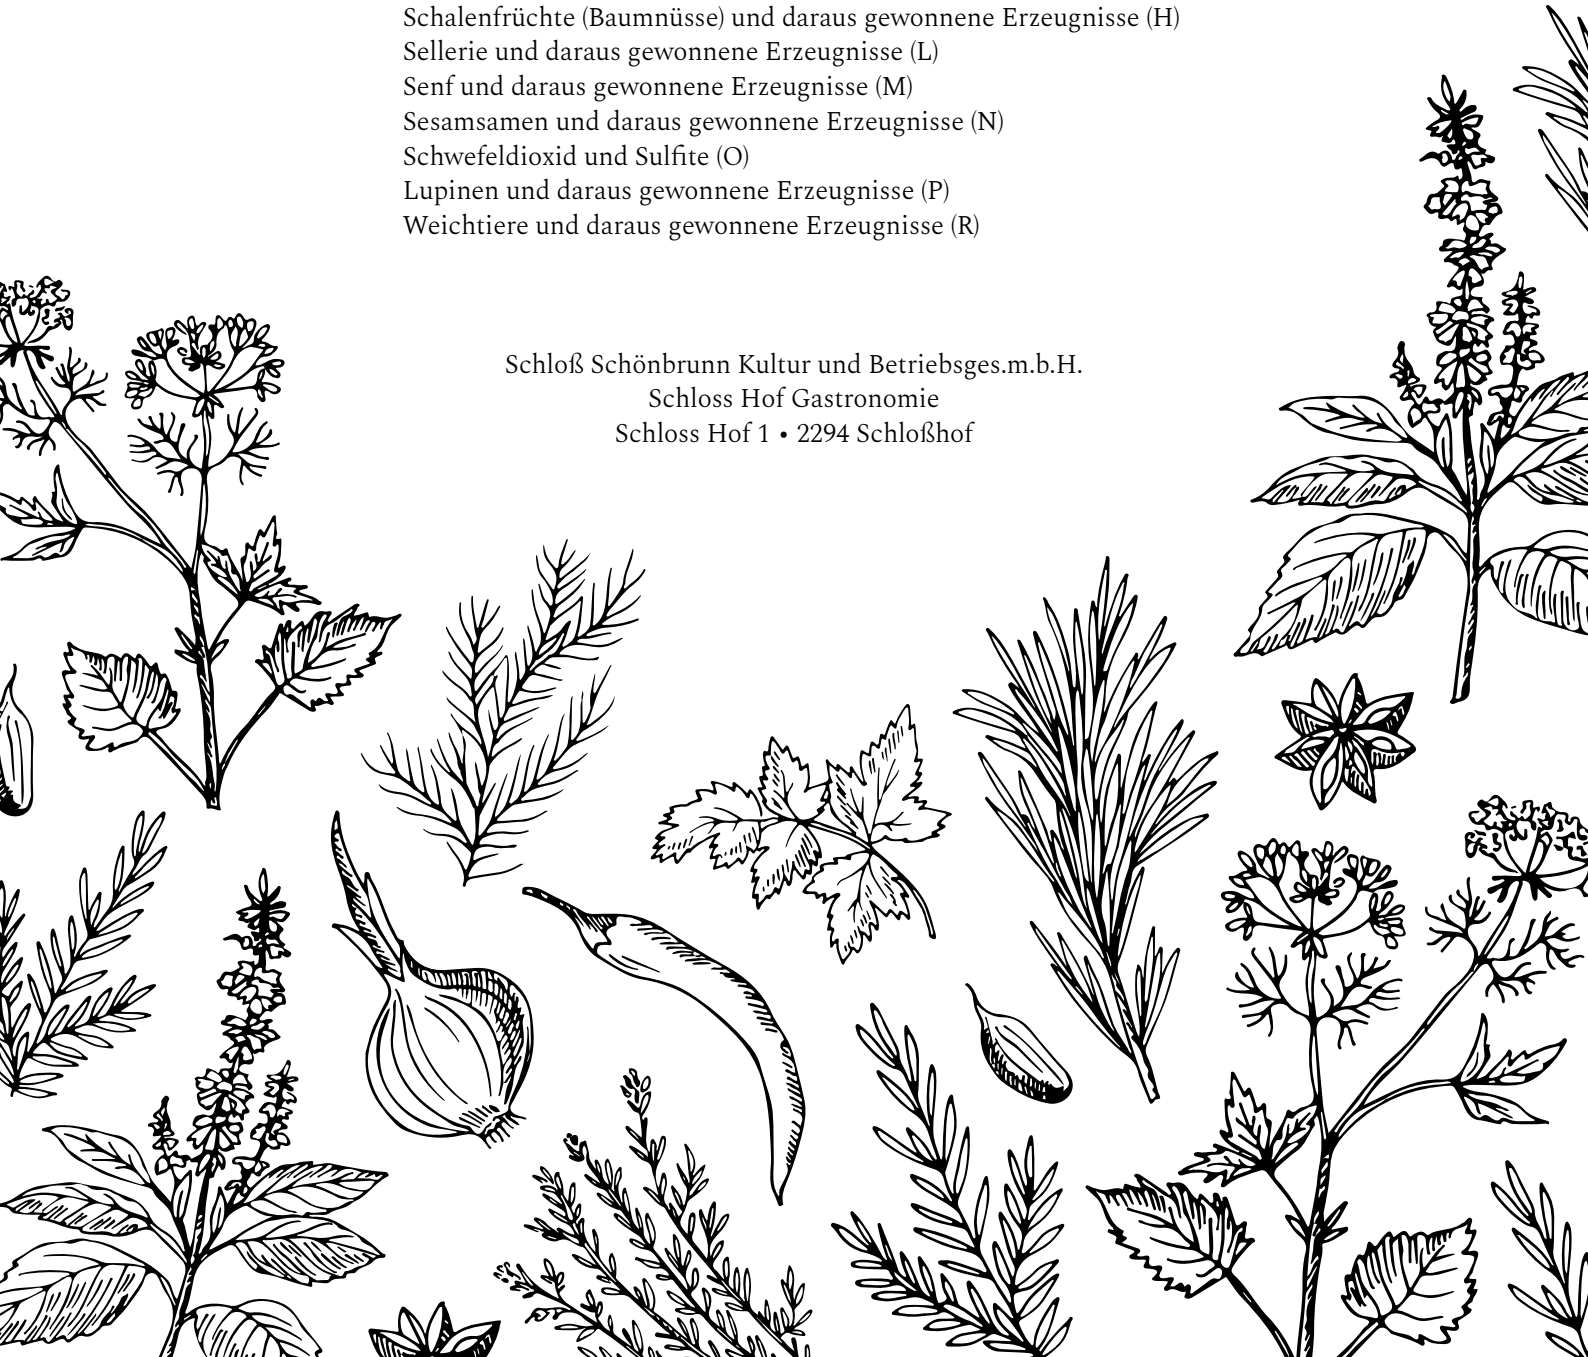 Schalenfrüchte (Baumnüsse) und daraus gewonnene Erzeugnisse (H)
Sellerie und daraus gewonnene Erzeugnisse (L)
Senf und daraus gewonnene Erzeugnisse (M)
Sesamsamen und daraus gewonnene Erzeugnisse (N)
Schwefeldioxid und Sulfite (O)
Lupinen und daraus gewonnene Erzeugnisse (P)
Weichtiere und daraus gewonnene Erzeugnisse (R)
Schloß Schönbrunn Kultur und Betriebsges.m.b.H.
Schloss Hof Gastronomie
Schloss Hof 1 • 2294 Schloßhof